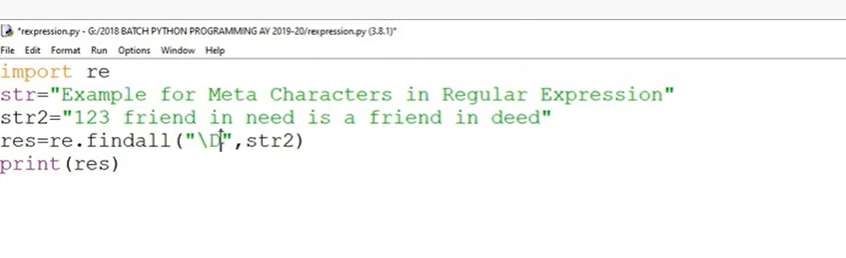 *rexpression.py - G:/2018 BATCH PYTHON PROGRAMMING AY 2019-20/rexpression.py (3.8.1)*
File Edit Format Run Options Window Help
import re
str="Example for Meta Characters in Regular Expression"
str2="123 friend in need is a friend in deed"
res=re.findall("\D",str2)
print(res)